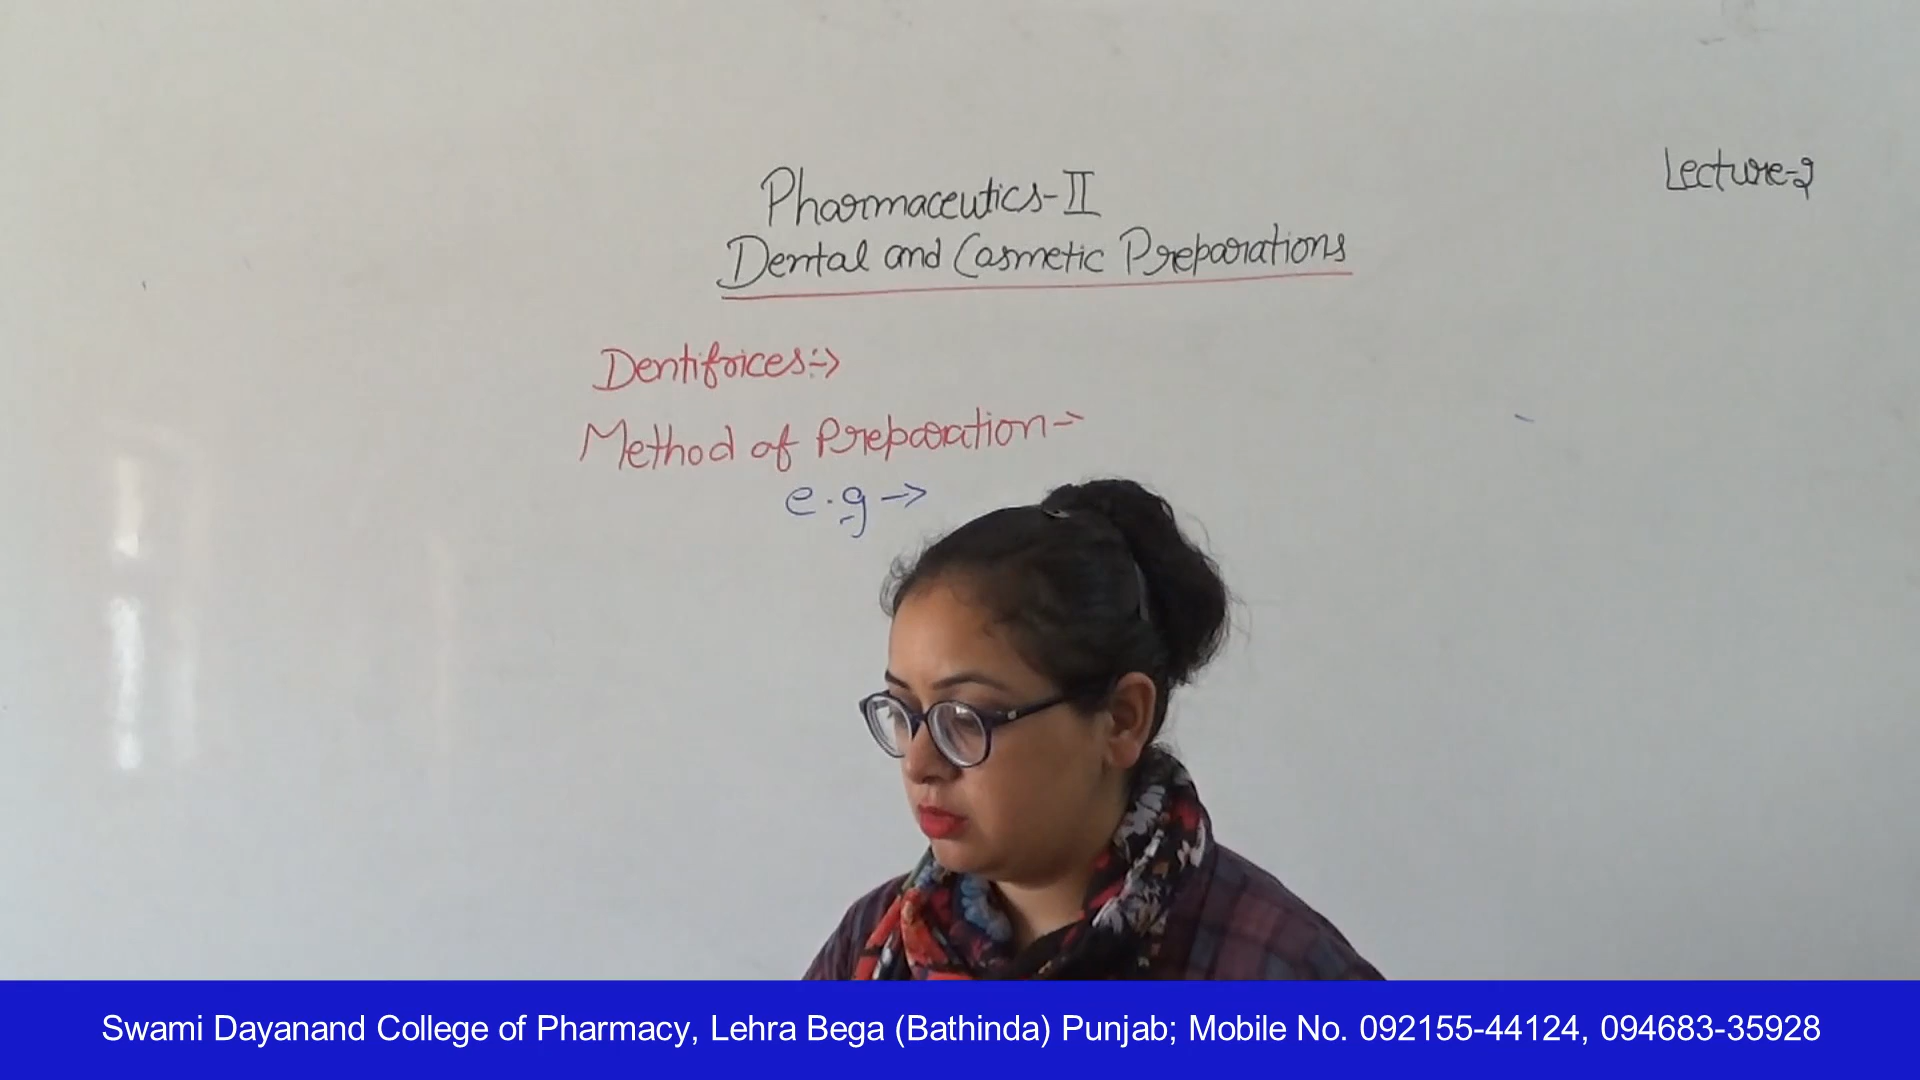 Lecture-2
Pharmaceutics-II
Dental and Cosmetic Preparations
Dentifrices:->
Method of Preparation->
e.g->
Swami Dayanand College of Pharmacy, Lehra Bega (Bathinda) Punjab; Mobile No. 092155-44124, 094683-35928